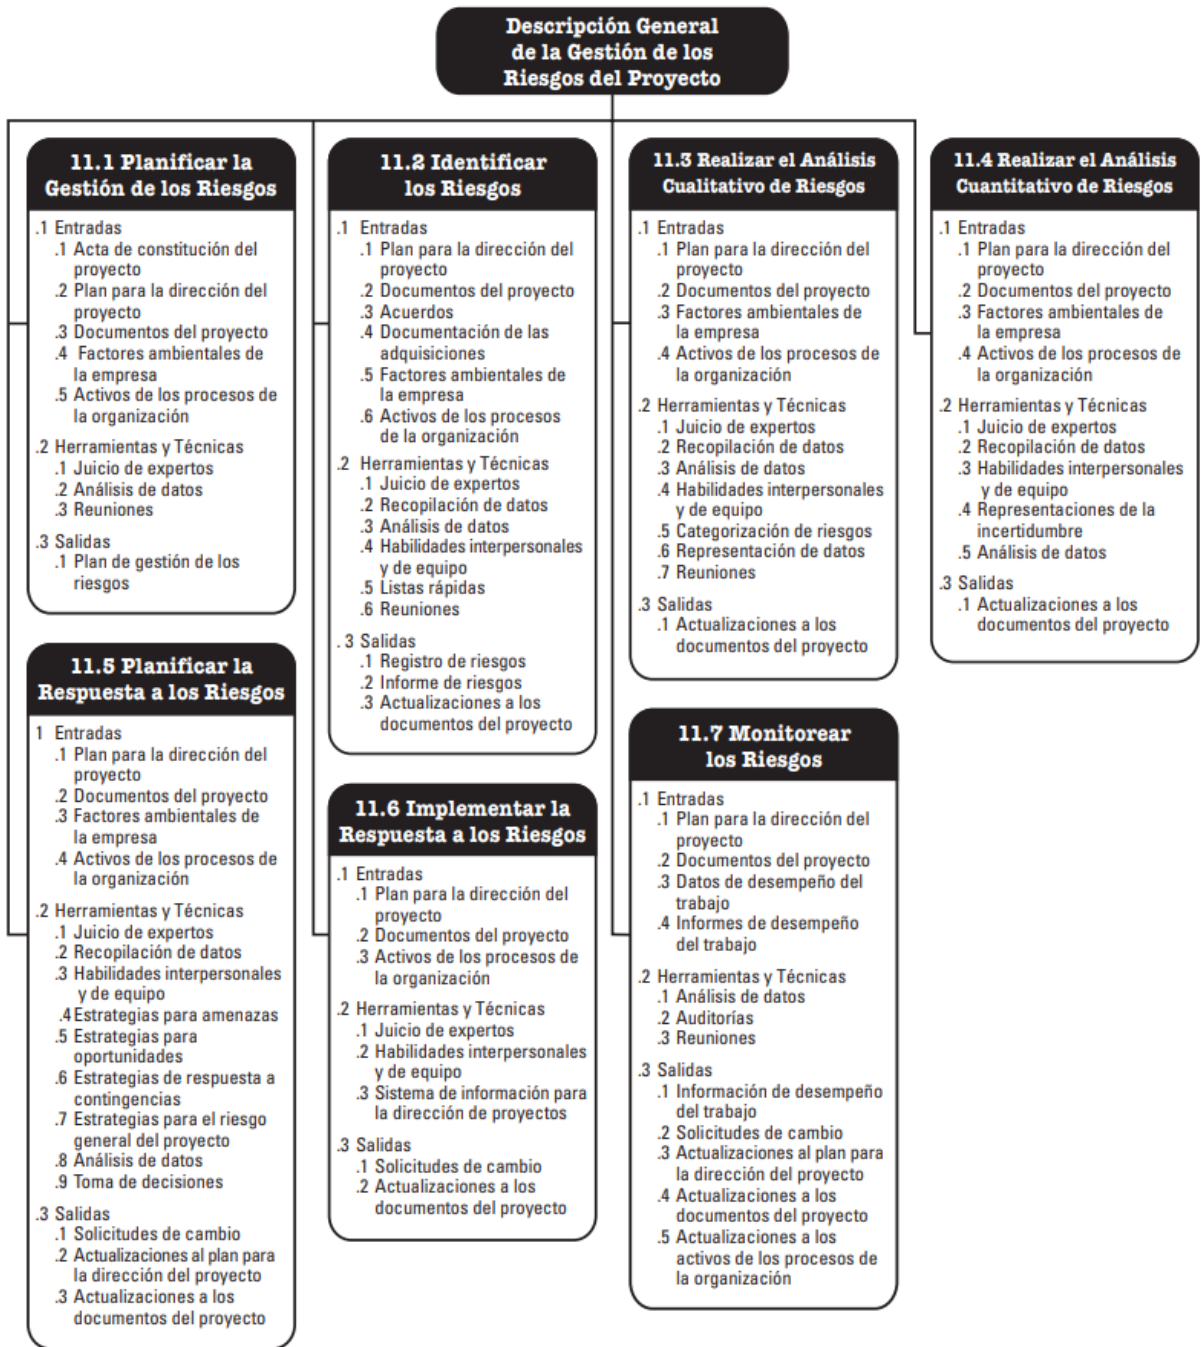 Descripción General
de la Gestión de los
Riesgos del Proyecto
11.1 Planificar la
Gestión de los Riesgos
.1 Entradas
.1 Acta de constitución del
proyecto
.2 Plan para la dirección del
proyecto
.3 Documentos del proyecto
.4 Factores ambientales de
la empresa
.5 Activos de los procesos de
la organización
.2 Herramientas y Técnicas
.1 Juicio de expertos
.2 Análisis de datos
.3 Reuniones
.3 Salidas
.1 Plan de gestión de los
riesgos
11.2 Identificar
los Riesgos
.1 Entradas
.1 Plan para la dirección del
proyecto
.2 Documentos del proyecto
.3 Acuerdos
.4 Documentación de las
adquisiciones
.5 Factores ambientales de
la empresa
.6 Activos de los procesos
de la organización
.2 Herramientas y Técnicas
.1 Juicio de expertos
.2 Recopilación de datos
.3 Análisis de datos
.4 Habilidades interpersonales
y de equipo
.5 Listas rápidas
.6 Reuniones
. 3 Salidas
.1 Registro de riesgos
.2 Informe de riesgos
.3 Actualizaciones a los
documentos del proyecto
11.3 Realizar el Análisis
Cualitativo de Riesgos
.1 Entradas
.1 Plan para la dirección del
proyecto
.2 Documentos del proyecto
.3 Factores ambientales de
la empresa
.4 Activos de los procesos de
la organización
.2 Herramientas y Técnicas
.1 Juicio de expertos
.2 Recopilación de datos
.3 Análisis de datos
.4 Habilidades interpersonales
y de equipo
.5 Categorización de riesgos
.6 Representación de datos
.7 Reuniones
.3 Salidas
.1 Actualizaciones a los
documentos del proyecto
11.4 Realizar el Análisis
Cuantitativo de Riesgos
.1 Entradas
.1 Plan para la dirección del
proyecto
.2 Documentos del proyecto
.3 Factores ambientales de
la empresa
.4 Activos de los procesos de
la organización
.2 Herramientas y Técnicas
.1 Juicio de expertos
.2 Recopilación de datos
.3 Habilidades interpersonales
y de equipo
.4 Representaciones de la
incertidumbre
.5 Análisis de datos
.3 Salidas
.1 Actualizaciones a los
documentos del proyecto
11.5 Planificar la
Respuesta a los Riesgos
1 Entradas
.1 Plan para la dirección del
proyecto
.2 Documentos del proyecto
.3 Factores ambientales de
la empresa
.4 Activos de los procesos de
la organización
.2 Herramientas y Técnicas
.1 Juicio de expertos
.2 Recopilación de datos
.3 Habilidades interpersonales
y de equipo
.4 Estrategias para amenazas
.5 Estrategias para
oportunidades
.6 Estrategias de respuesta a
contingencias
.7 Estrategias para el riesgo
general del proyecto
.8 Análisis de datos
.9 Toma de decisiones
.3 Salidas
.1 Solicitudes de cambio
.2 Actualizaciones al plan para
la dirección del proyecto
.3 Actualizaciones a los
documentos del proyecto
11.6 Implementar la
Respuesta a los Riesgos
.1 Entradas
.1 Plan para la dirección del
proyecto
.2 Documentos del proyecto
.3 Activos de los procesos de
la organización
.2 Herramientas y Técnicas
.1 Juicio de expertos
.2 Habilidades interpersonales
y de equipo
.3 Sistema de información para
la dirección de proyectos
.3 Salidas
.1 Solicitudes de cambio
.2 Actualizaciones a los
documentos del proyecto
11.7 Monitorear
los Riesgos
.1 Entradas
.1 Plan para la dirección del
proyecto
.2 Documentos del proyecto
.3 Datos de desempeño del
trabajo
.4 Informes de desempeño
del trabajo
.2 Herramientas y Técnicas
.1 Análisis de datos
.2 Auditorías
.3 Reuniones
.3 Salidas
.1 Información de desempeño
del trabajo
.2 Solicitudes de cambio
.3 Actualizaciones al plan para
la dirección del proyecto
.4 Actualizaciones a los
documentos del proyecto
.5 Actualizaciones a los
activos de los procesos de
la organización